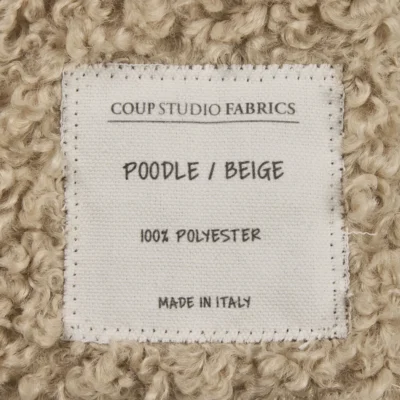 COUP STUDIO FABRICS
POODLE / BEIGE
100% POLYESTER
MADE IN ITALY